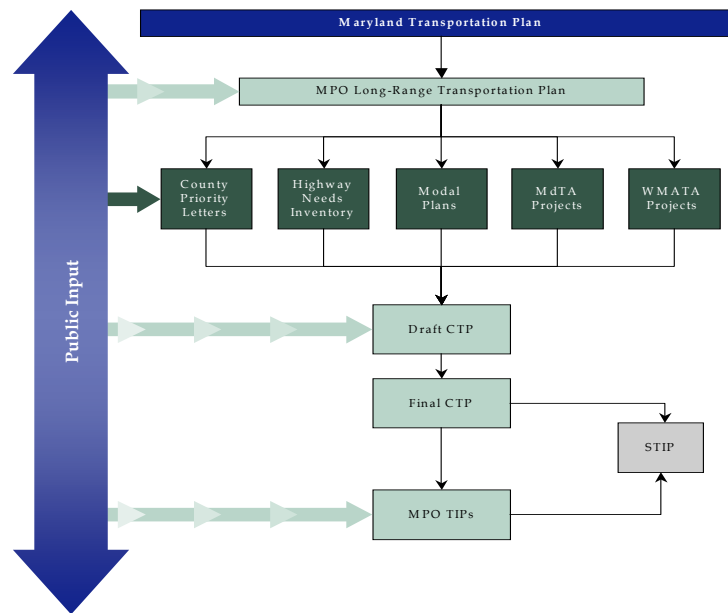 Maryland Transportation Plan
MPO Long-Range Transportation Plan
County
Priority
Letters
Highway
Needs
Inventory
Modal
Plans
MdTA
Projects
WMATA
Projects
Public Input
Draft CTP
Final CTP
STIP
MPO TIPs